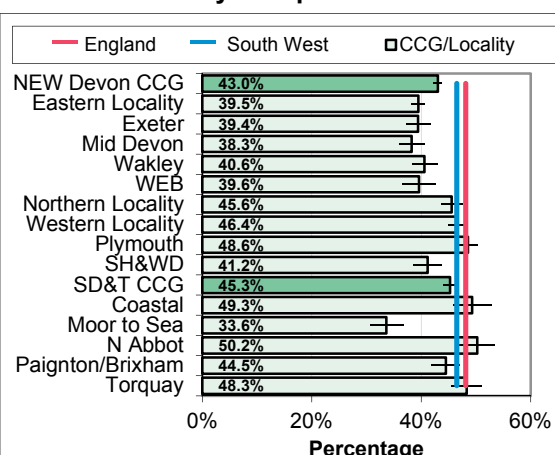 England South West CCG/Locality
NEW Devon CCG 43.0%
Eastern Locality 39.5%
Exeter 39.4%
Mid Devon 38.3%
Wakley 40.6%
WEB 39.6%
Northern Locality 45.6%
Western Locality 46.4%
Plymouth 48.6%
SH&WD 41.2%
SD&T CCG 45.3%
Coastal 49.3%
Moor to Sea 33.6%
N Abbot 50.2%
Paignton/Brixham 44.5%
Torquay 48.3%
0% 20% 40% 60%
Percentage